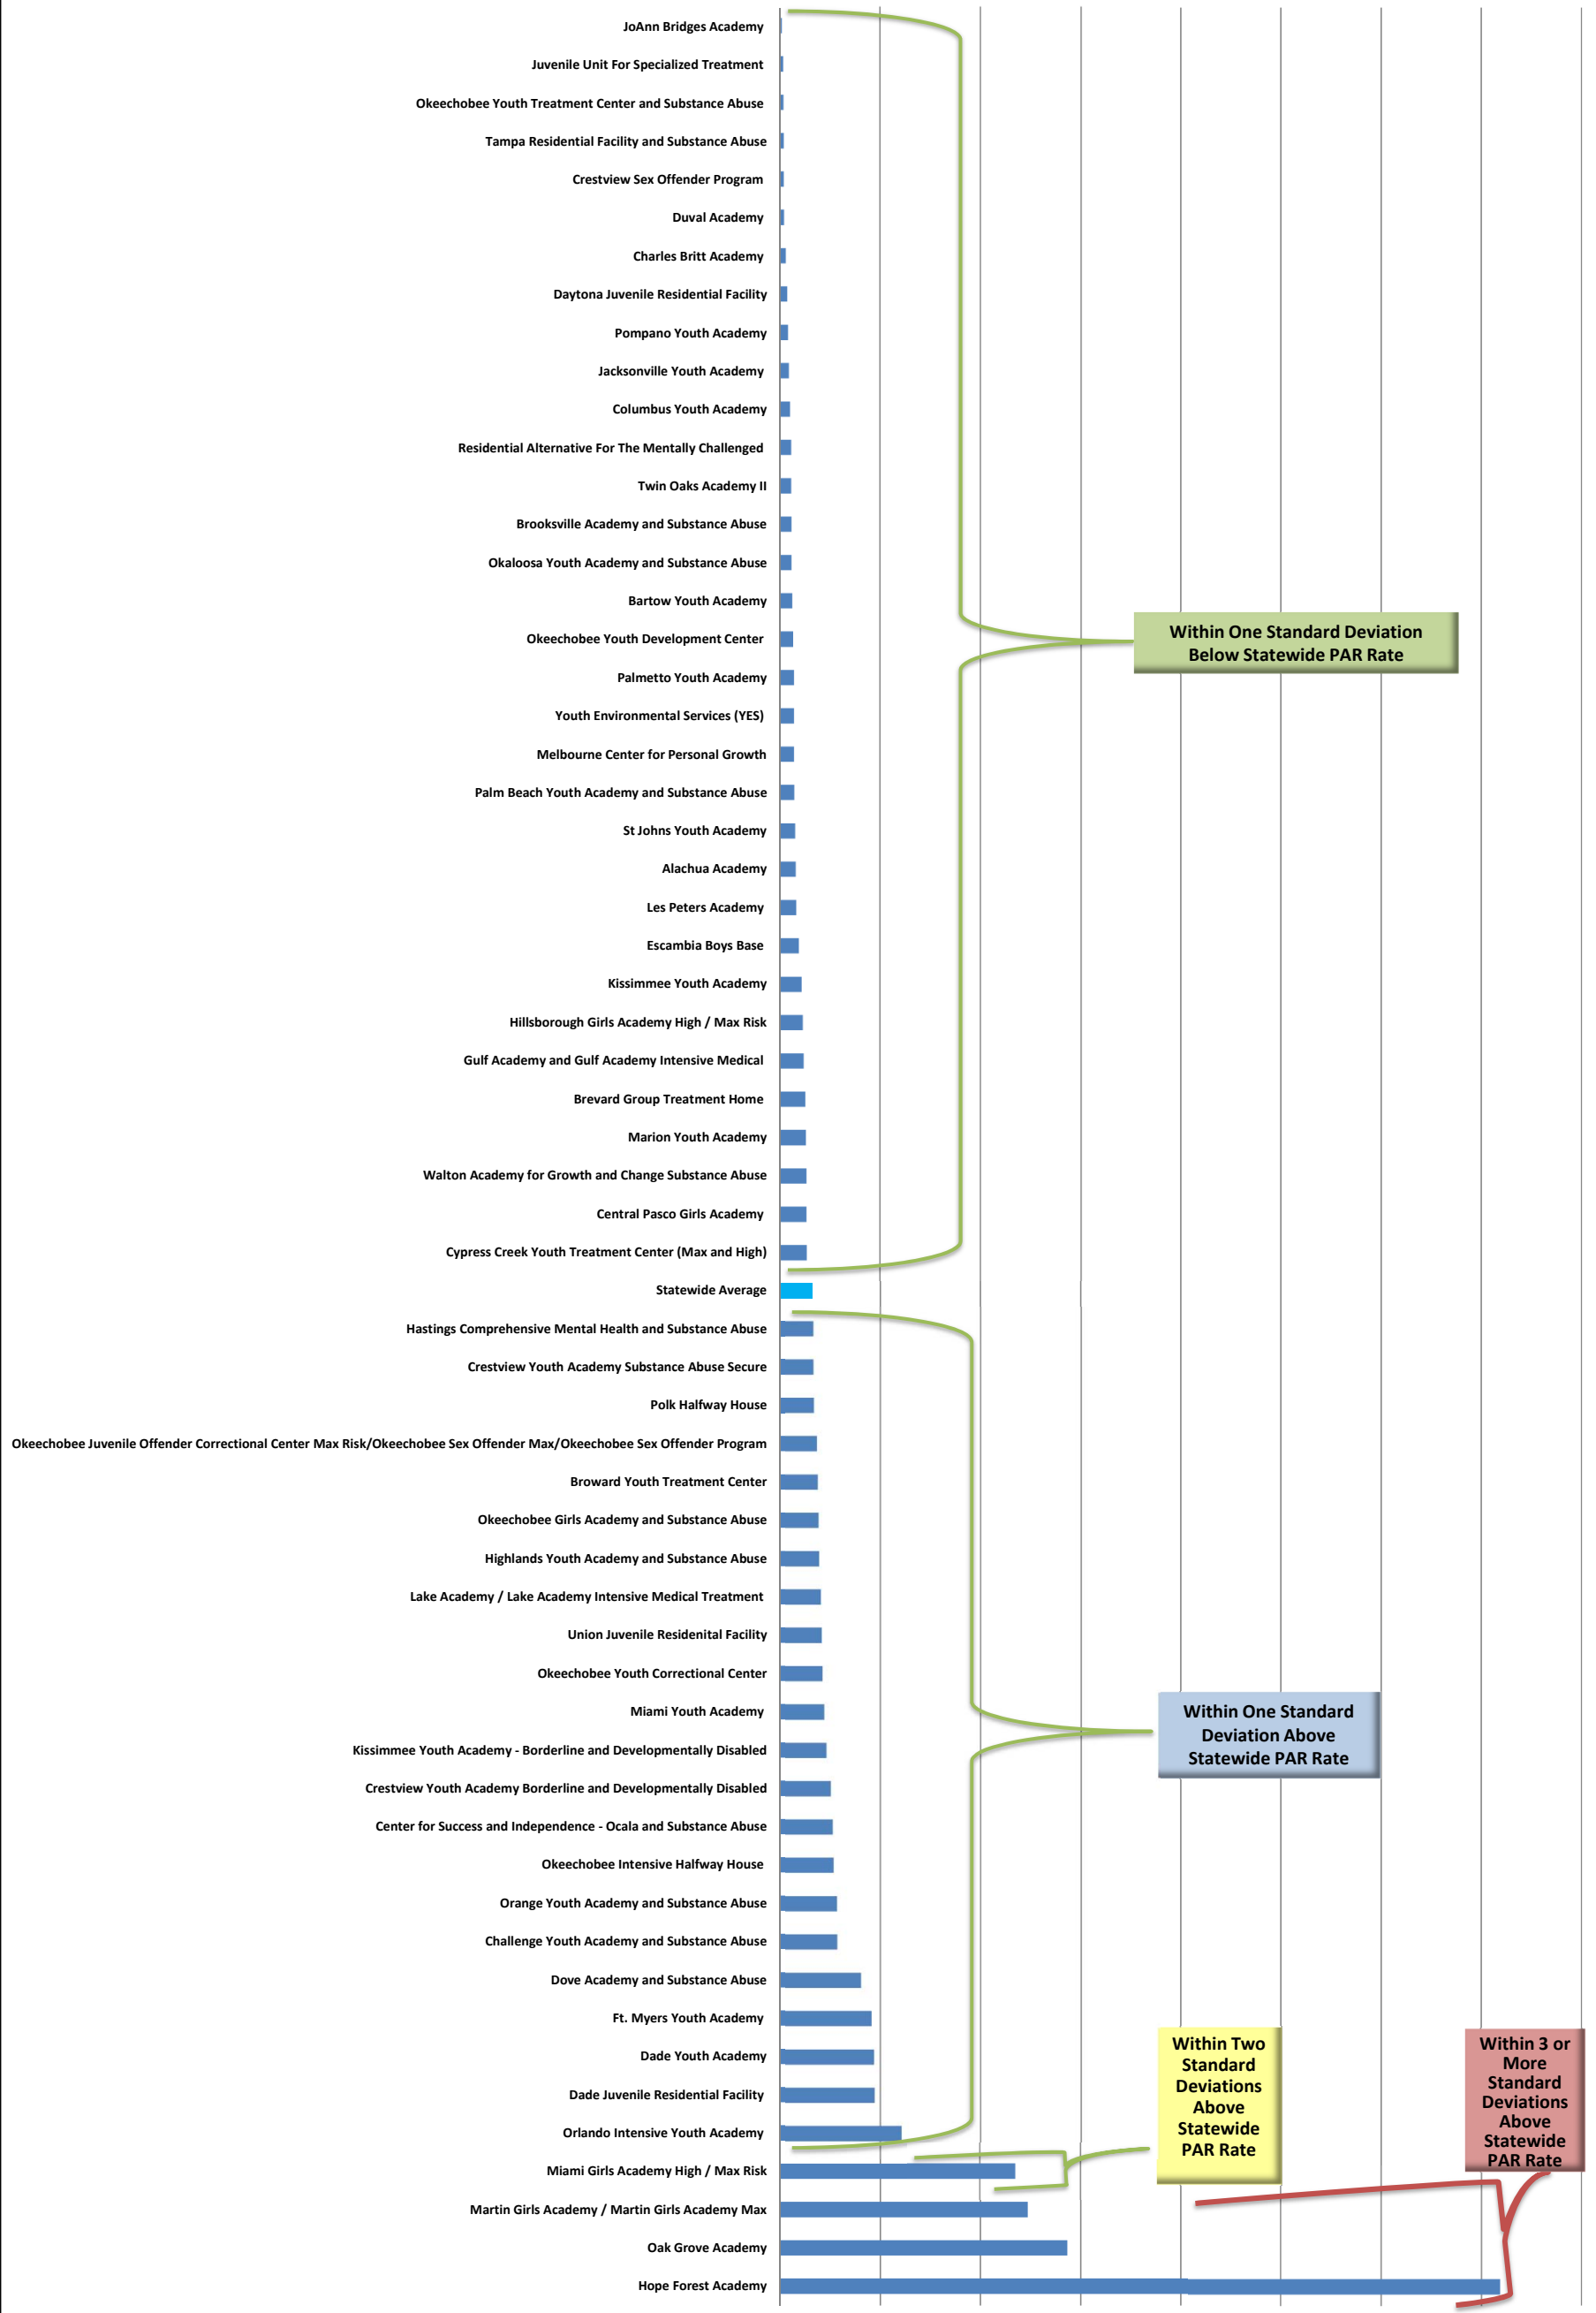 JoAnn Bridges Academy
Juvenile Unit For Specialized Treatment
Okeechobee Youth Treatment Center and Substance Abuse
Tampa Residential Facility and Substance Abuse
Crestview Sex Offender Program
Duval Academy
Charles Britt Academy
Daytona Juvenile Residential Facility
Pompano Youth Academy
Jacksonville Youth Academy
Columbus Youth Academy
Residential Alternative For The Mentally Challenged
Twin Oaks Academy II
Brooksville Academy and Substance Abuse
Okaloosa Youth Academy and Substance Abuse
Bartow Youth Academy
Okeechobee Youth Development Center
Palmetto Youth Academy
Youth Environmental Services (YES)
Melbourne Center for Personal Growth
Palm Beach Youth Academy and Substance Abuse
St Johns Youth Academy
Alachua Academy
Les Peters Academy
Escambia Boys Base
Kissimmee Youth Academy
Hillsborough Girls Academy High / Max Risk
Gulf Academy and Gulf Academy Intensive Medical
Brevard Group Treatment Home
Marion Youth Academy
Walton Academy for Growth and Change Substance Abuse
Central Pasco Girls Academy
Cypress Creek Youth Treatment Center (Max and High)
Statewide Average
Hastings Comprehensive Mental Health and Substance Abuse
Crestview Youth Academy Substance Abuse Secure
Polk Halfway House
Okeechobee Juvenile Offender Correctional Center Max Risk/Okeechobee Sex Offender Max/Okeechobee Sex Offender Program
Broward Youth Treatment Center
Okeechobee Girls Academy and Substance Abuse
Highlands Youth Academy and Substance Abuse
Lake Academy / Lake Academy Intensive Medical Treatment
Union Juvenile Residenital Facility
Okeechobee Youth Correctional Center
Miami Youth Academy
Kissimmee Youth Academy - Borderline and Developmentally Disabled
Crestview Youth Academy Borderline and Developmentally Disabled
Center for Success and Independence - Ocala and Substance Abuse
Okeechobee Intensive Halfway House
Orange Youth Academy and Substance Abuse
Challenge Youth Academy and Substance Abuse
Dove Academy and Substance Abuse
Ft. Myers Youth Academy
Dade Youth Academy
Dade Juvenile Residential Facility
Orlando Intensive Youth Academy
Miami Girls Academy High / Max Risk
Martin Girls Academy / Martin Girls Academy Max
Oak Grove Academy
Hope Forest Academy
Within One Standard Deviation
Below Statewide PAR Rate
Within One Standard
Deviation Above
Statewide PAR Rate
Within Two
Standard
Deviations
Above
Statewide
PAR Rate
Within 3 or
More
Standard
Deviations
Above
Statewide
PAR Rate